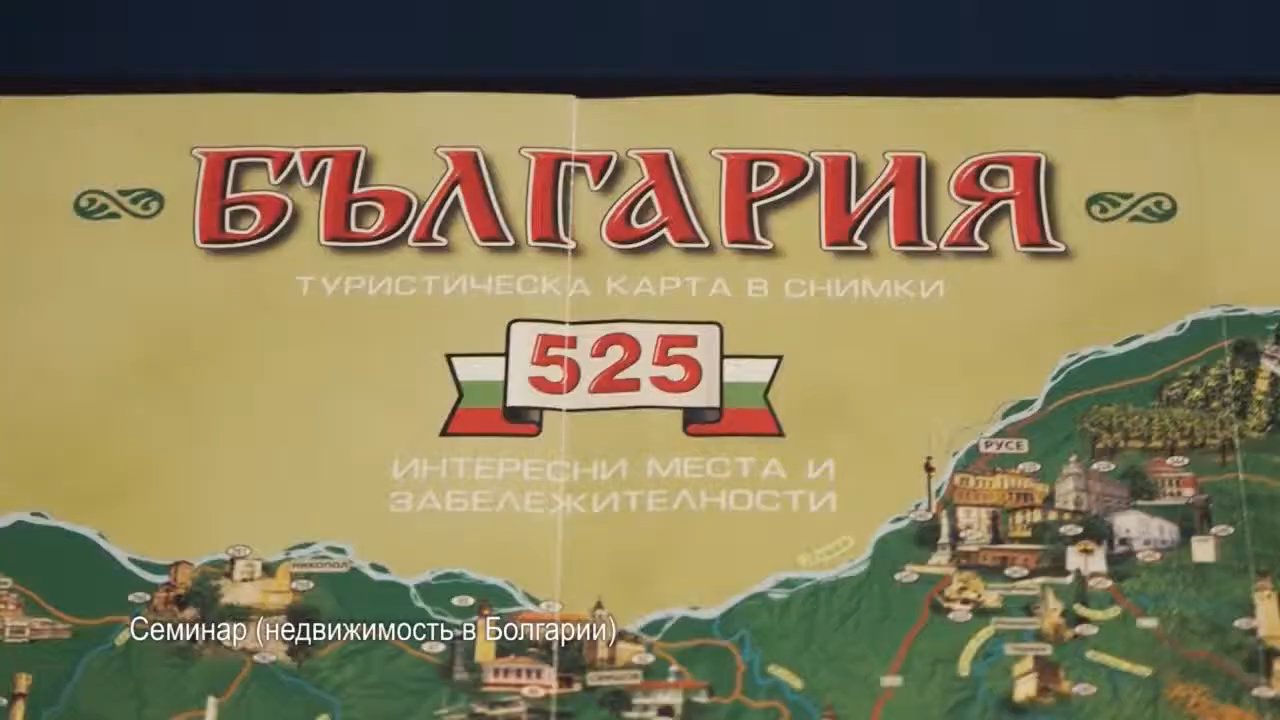 БЪЛГАРИЯ
ТУРИСТИЧЕСКА КАРТА В СНИМКИ
525
ИНТЕРЕСНИ МЕСТА И
ЗАБЕЛЕЖИТЕЛНОСТИ
РУСЕ
НИКОПОЛ
Семинар (недвижимость в Болгарии)